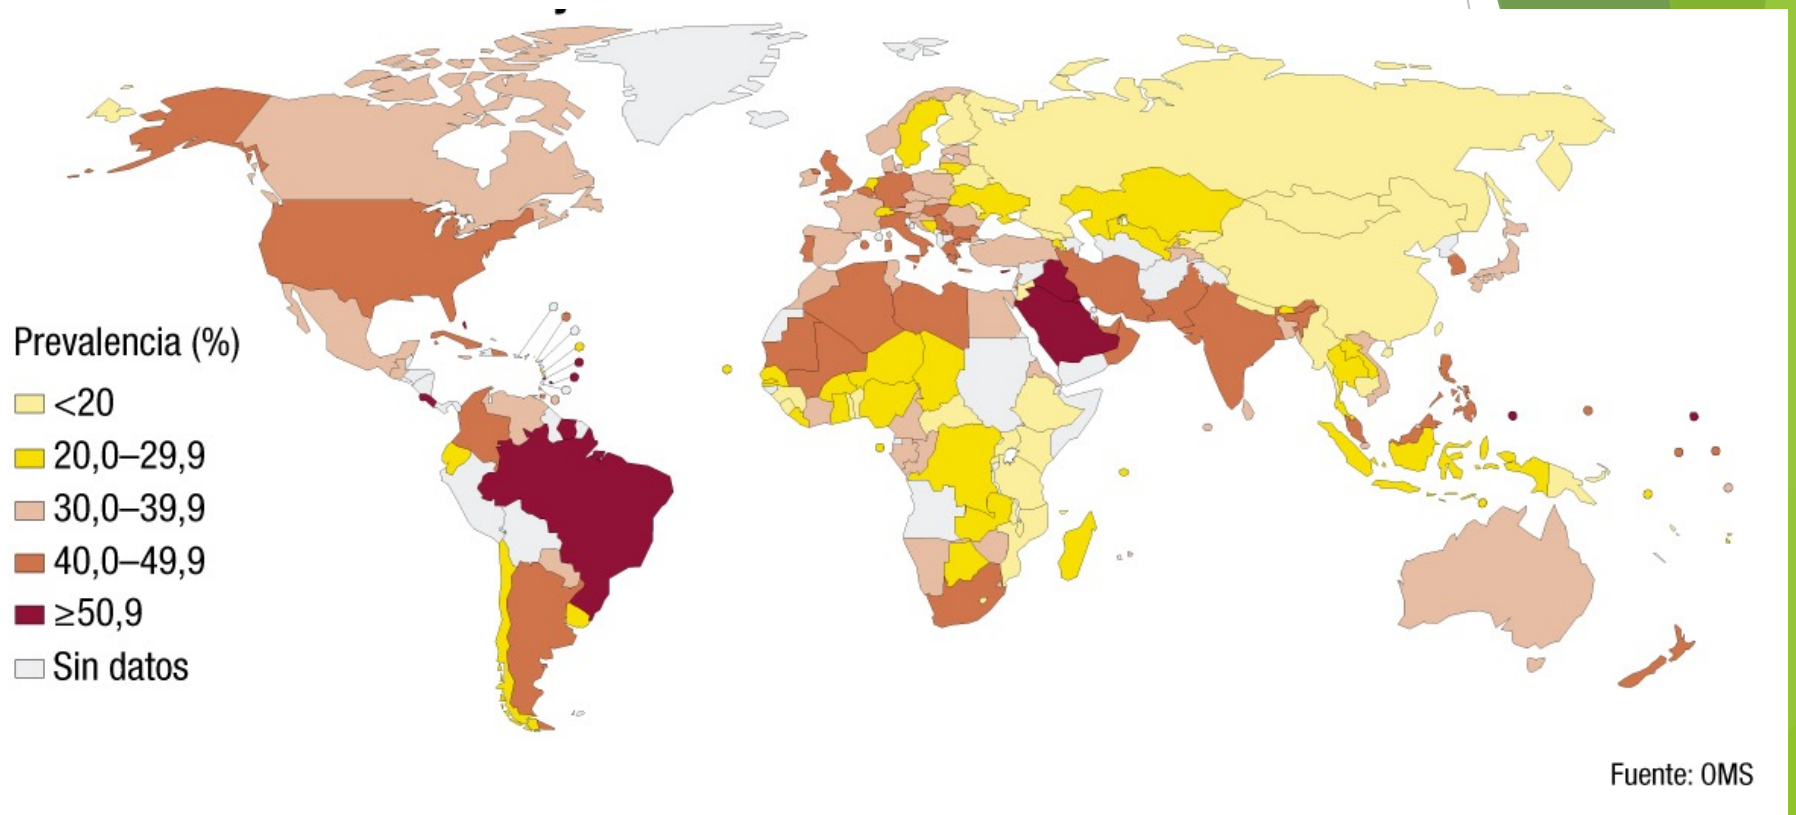 Prevalencia (%)
<20
20,0–29,9
30,0–39,9
40,0–49,9
≥50,9
Sin datos
Fuente: OMS